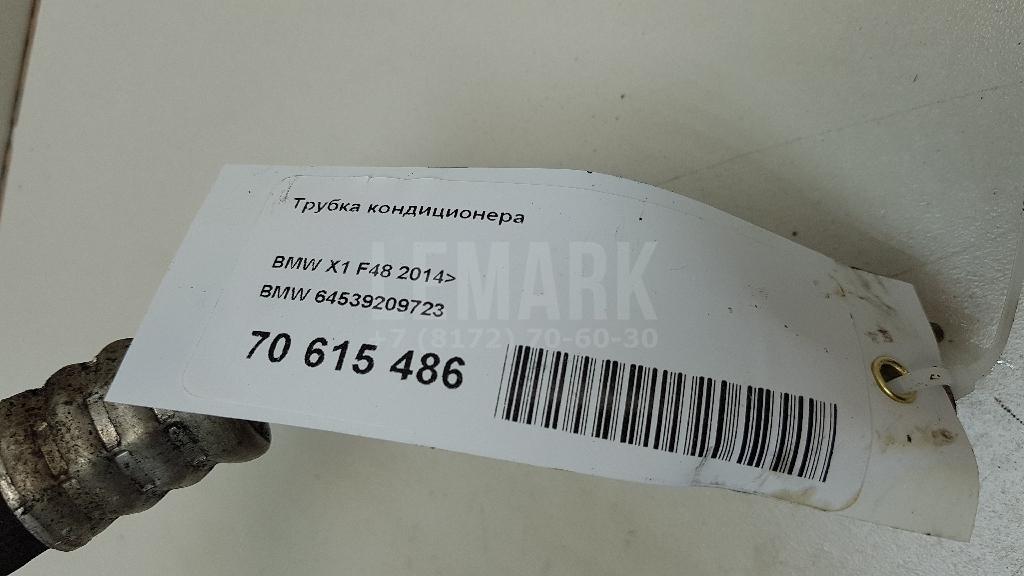 Трубка кондиционера
BMW X1 F48 2014>
BMW 64539209723
70 615 486
LEMARK
+7 (8172) 70-60-30